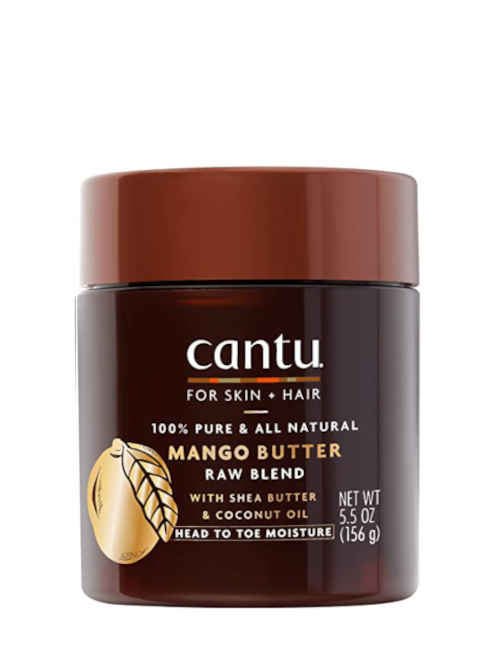 cantu.
FOR SKIN + HAIR
100% PURE & ALL NATURAL
MANGO BUTTER
RAW BLEND
WITH SHEA BUTTER
& COCONUT OIL
HEAD TO TOE MOISTURE
NET WT
5.5 OZ
(156 g)